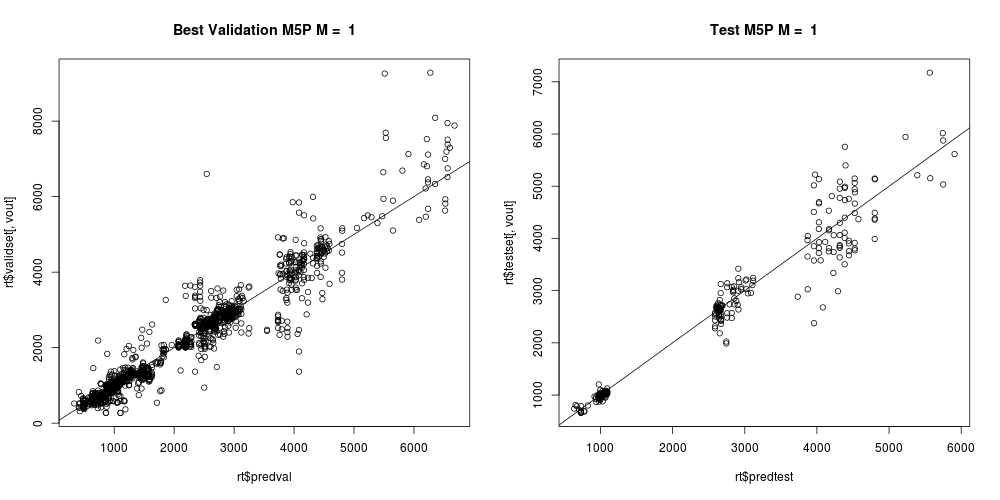 Best Validation M5P M = 1
rt$validset[, vout]
8000
6000
4000
2000
0
1000 2000 3000 4000 5000 6000
rt$predval
Test M5P M = 1
rt$testset[, vout]
7000
6000
5000
4000
3000
2000
1000
1000 2000 3000 4000 5000 6000
rt$predtest